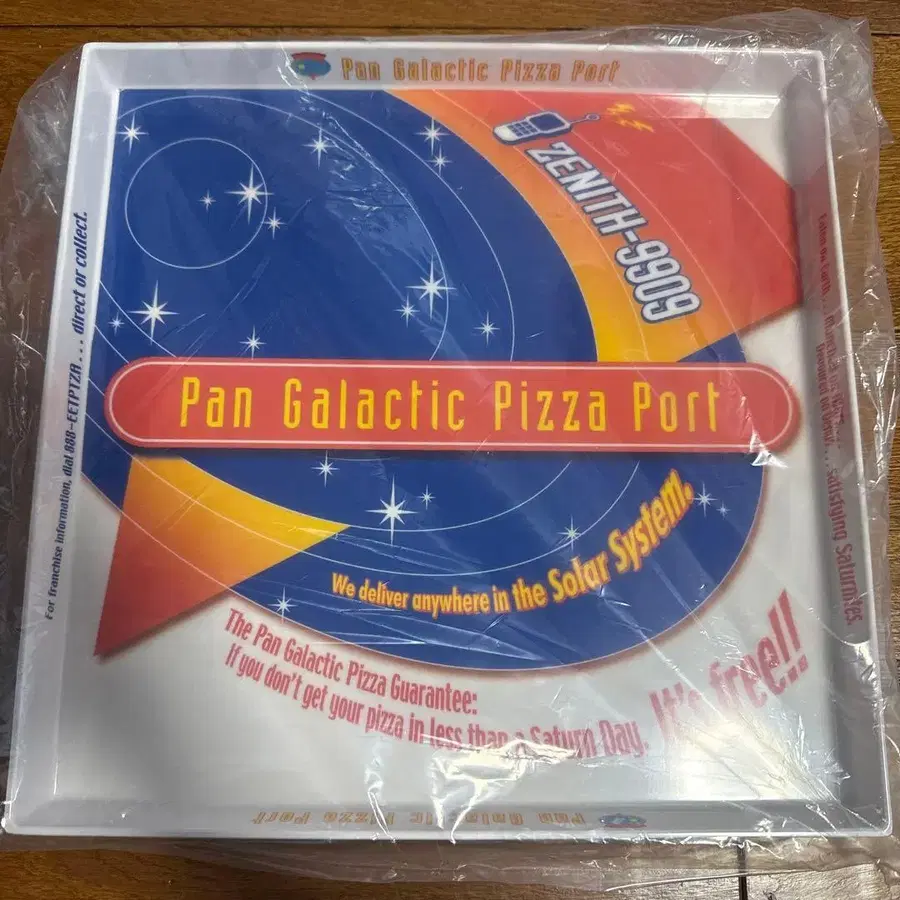 Pan Galactic Pizza Port
ZENITH-9909
For franchise information, dial 888-EETPTZA . . . direct or collect.
Pan Galactic Pizza Port
We deliver anywhere in the Solar System.
The Pan Galactic Pizza Guarantee:
If you don't get your pizza in less than a Saturn Day. It's free!!
satisfying Saturnites.
Pan Galactic Pizza Port